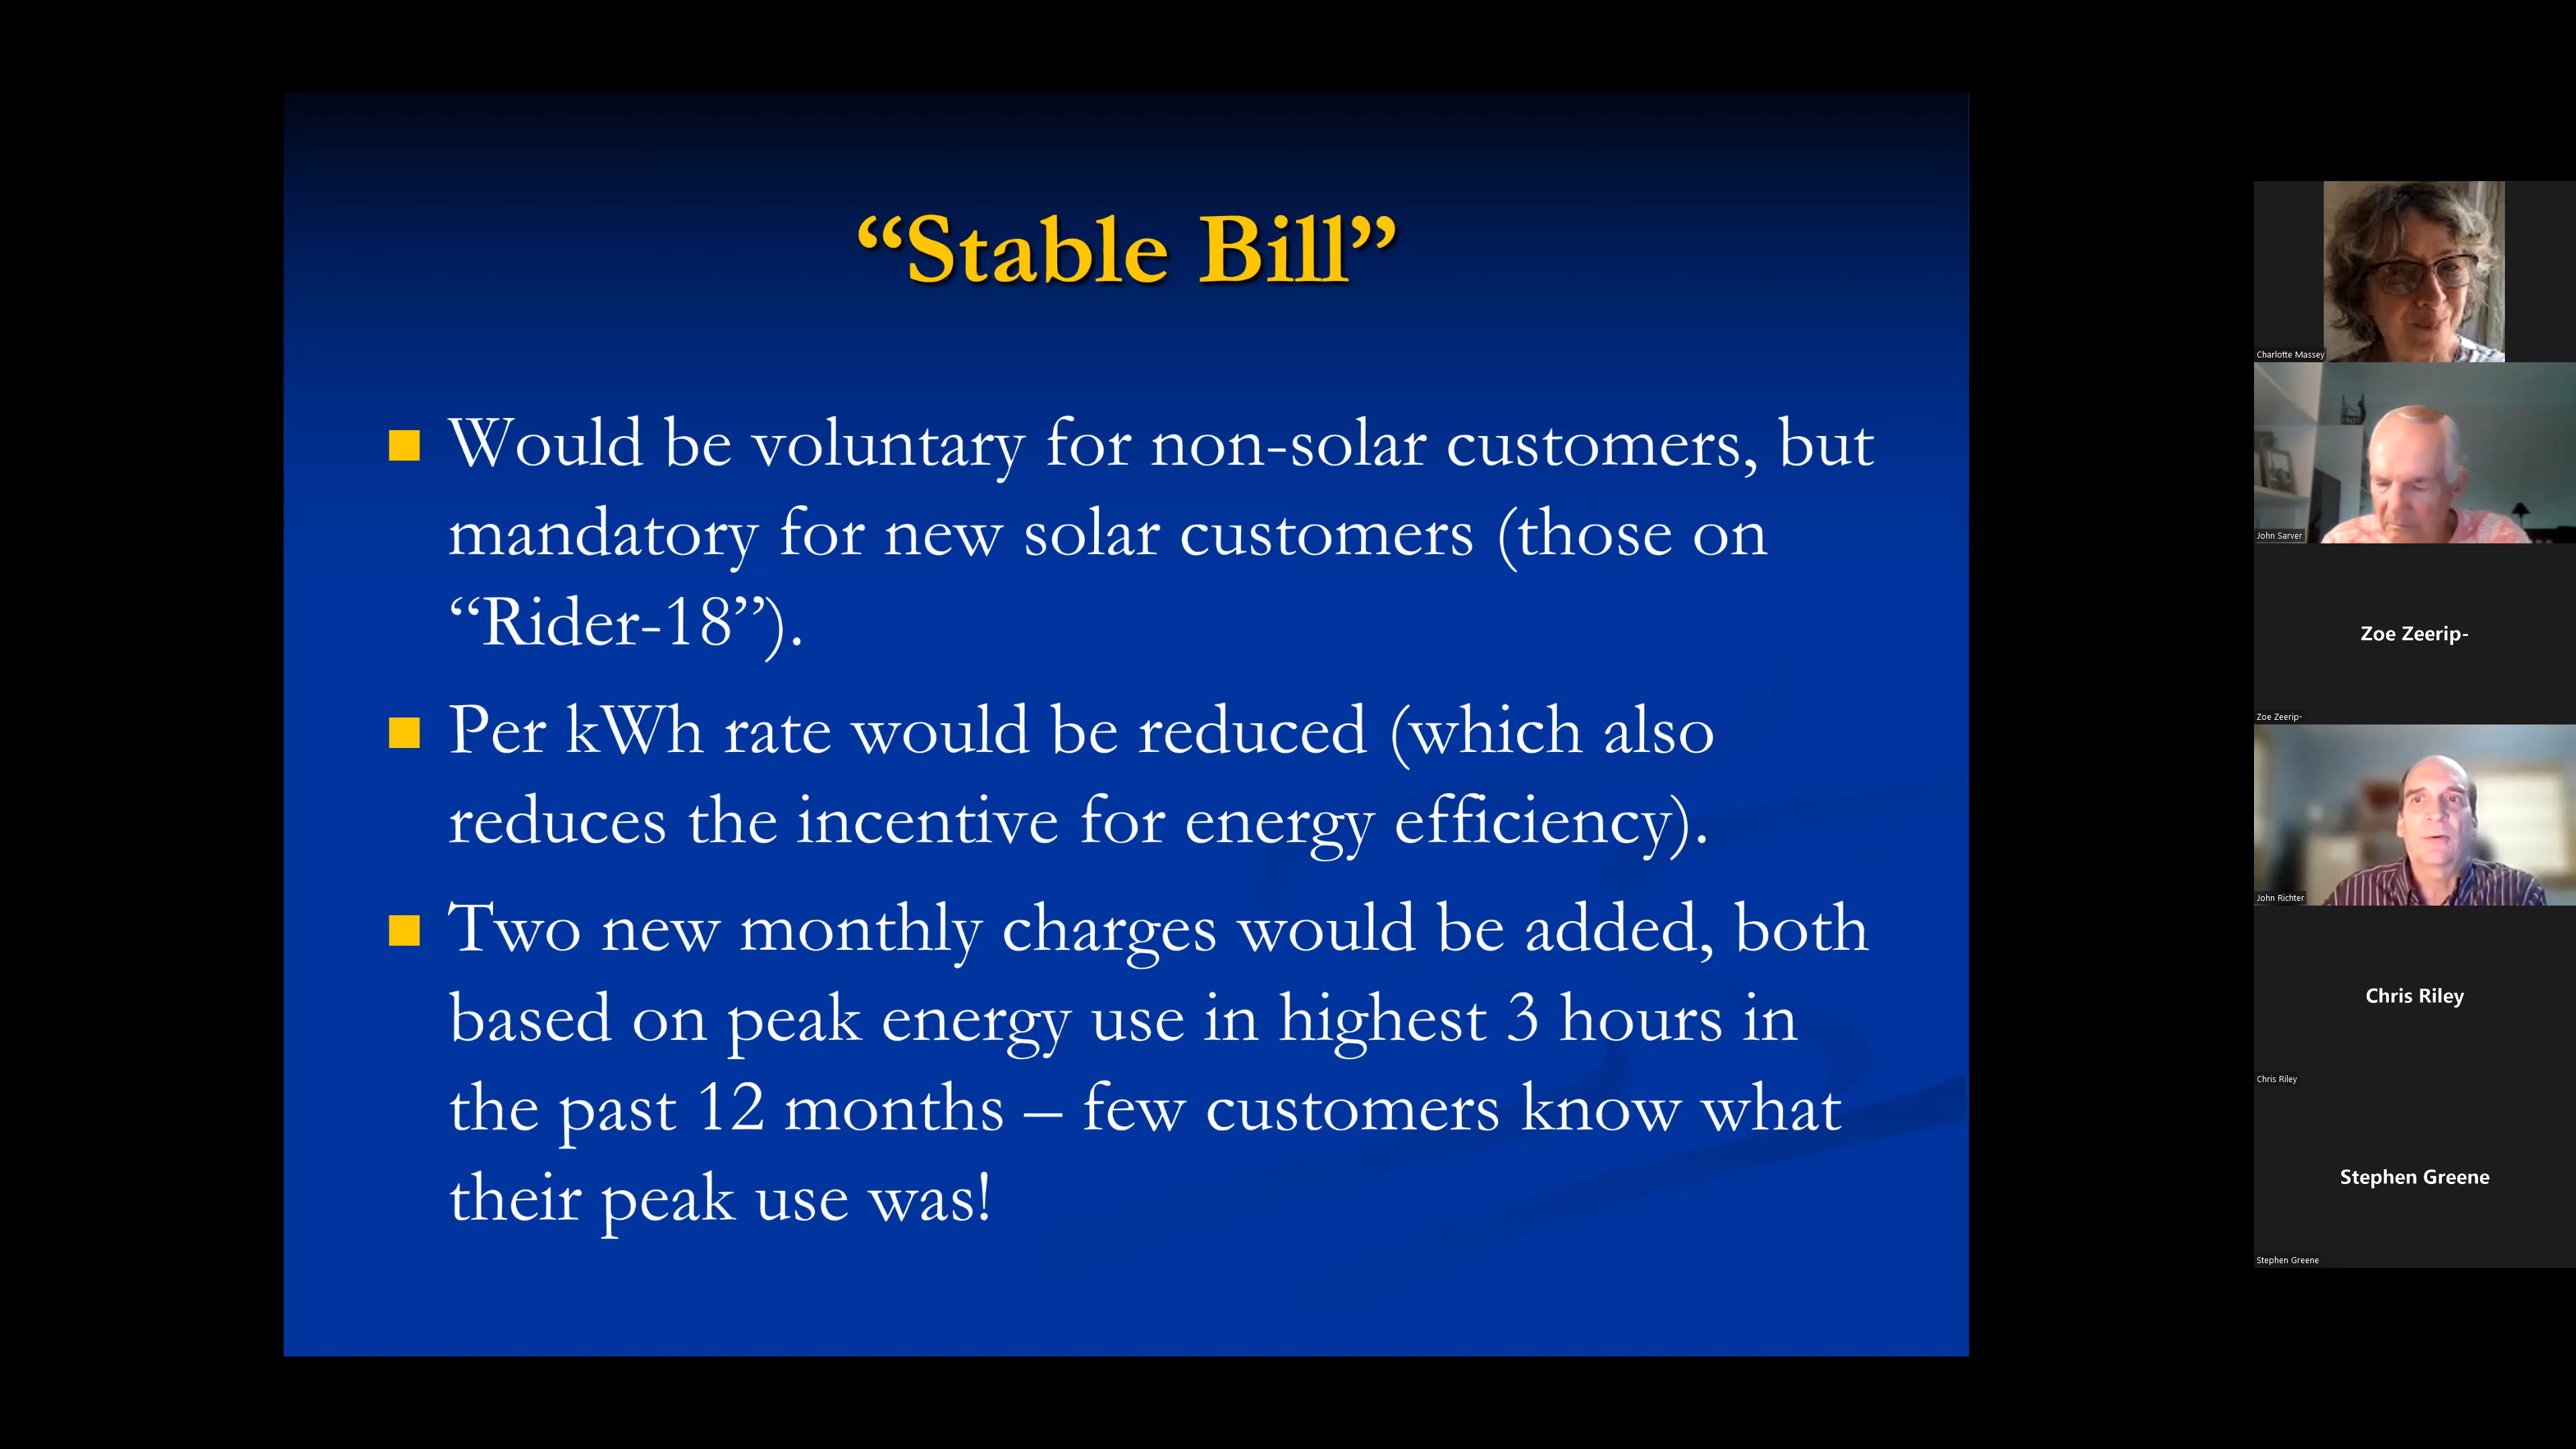 “Stable Bill”
Would be voluntary for non-solar customers, but
mandatory for new solar customers (those on
“Rider-18”).
Per kWh rate would be reduced (which also
reduces the incentive for energy efficiency).
Two new monthly charges would be added, both
based on peak energy use in highest 3 hours in
the past 12 months – few customers know what
their peak use was!
Charlotte Massey
John Sarver
Zoe Zeerip-
Zoe Zeerip-
John Richter
Chris Riley
Chris Riley
Stephen Greene
Stephen Greene